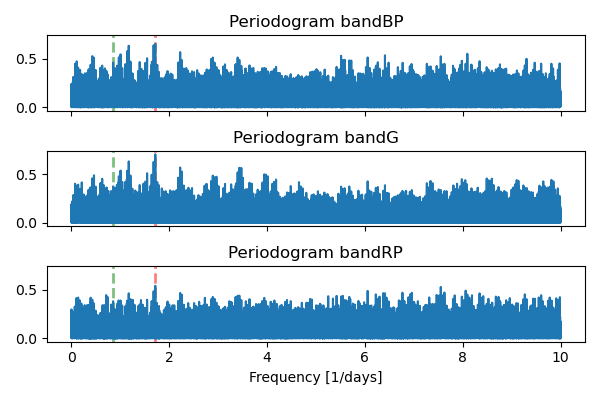 Periodogram bandBP
0.5
0.0
Periodogram bandG
0.5
0.0
Periodogram bandRP
0.5
0.0
0 2 4 6 8 10
Frequency [1/days]